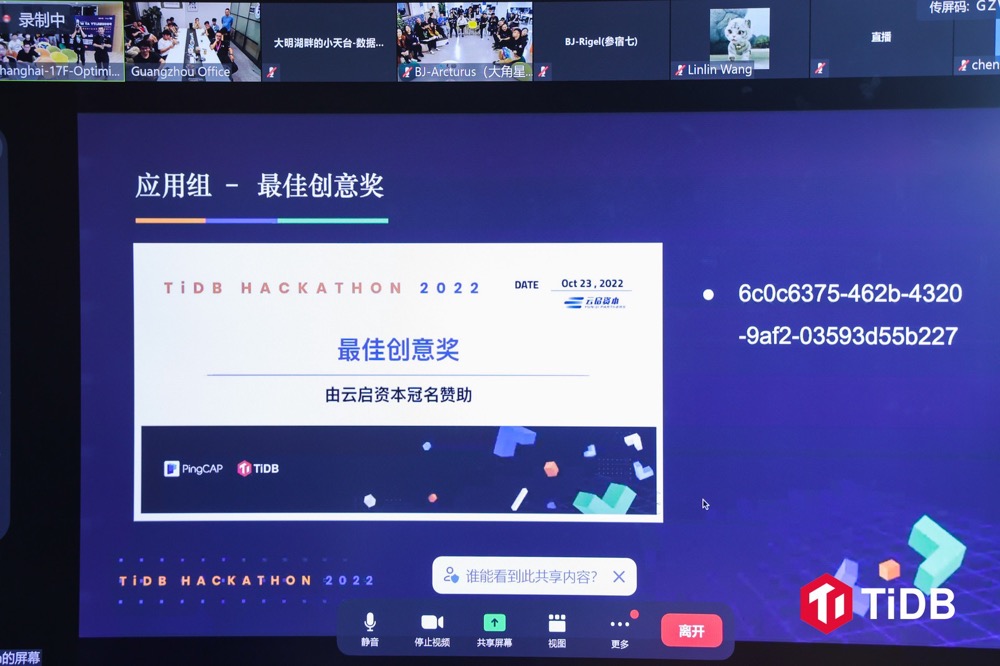 录制中
传屏码: GZ
hanghai-17F-Optimi...
Guangzhou Office
大明湖畔的小天台-数据...
BJ-Arcturus（大角星...
BJ-Rigel(参宿七)
Linlin Wang
直播
chen
应用组 - 最佳创意奖
TiDB HACKATHON 2022
DATE Oct 23 , 2022
云启资本
最佳创意奖
由云启资本冠名赞助
PingCAP TiDB
6c0c6375-462b-4320
-9af2-03593d55b227
TiDB HACKATHON 2022
谁能看到此共享内容？
静音
停止视频
共享屏幕
视图
更多
离开
TiDB
的屏幕